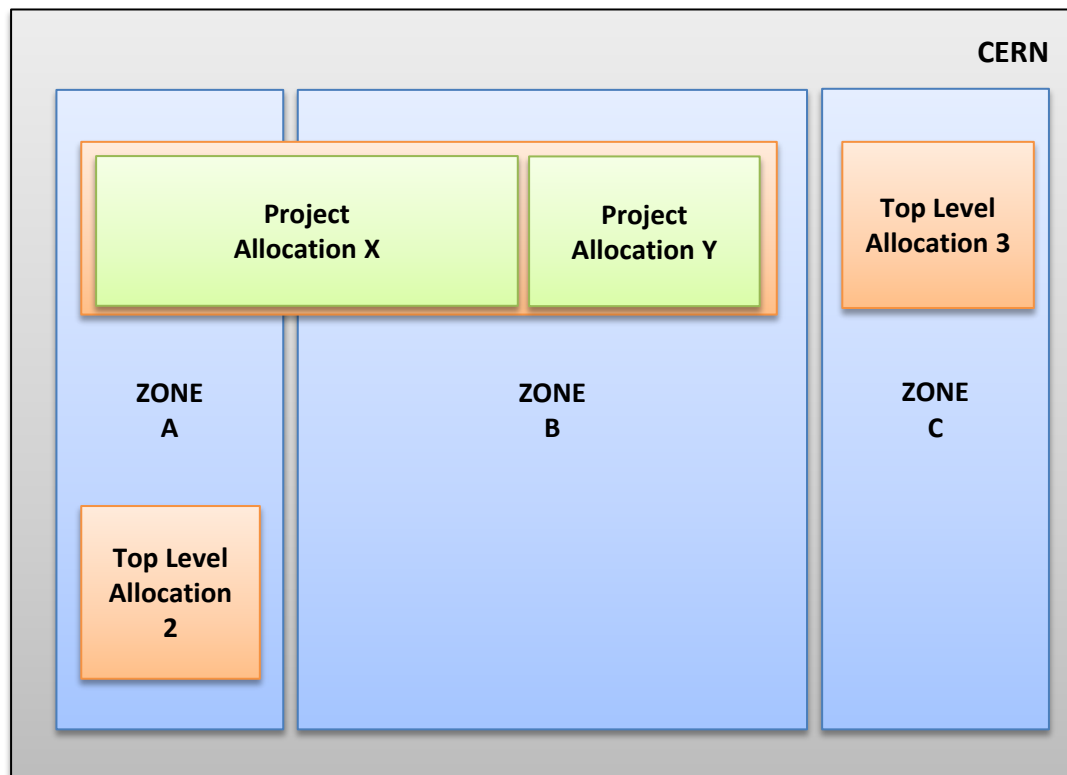 CERN
Project
Allocation X
Project
Allocation Y
Top Level
Allocation 3
ZONE
A
ZONE
B
ZONE
C
Top Level
Allocation
2